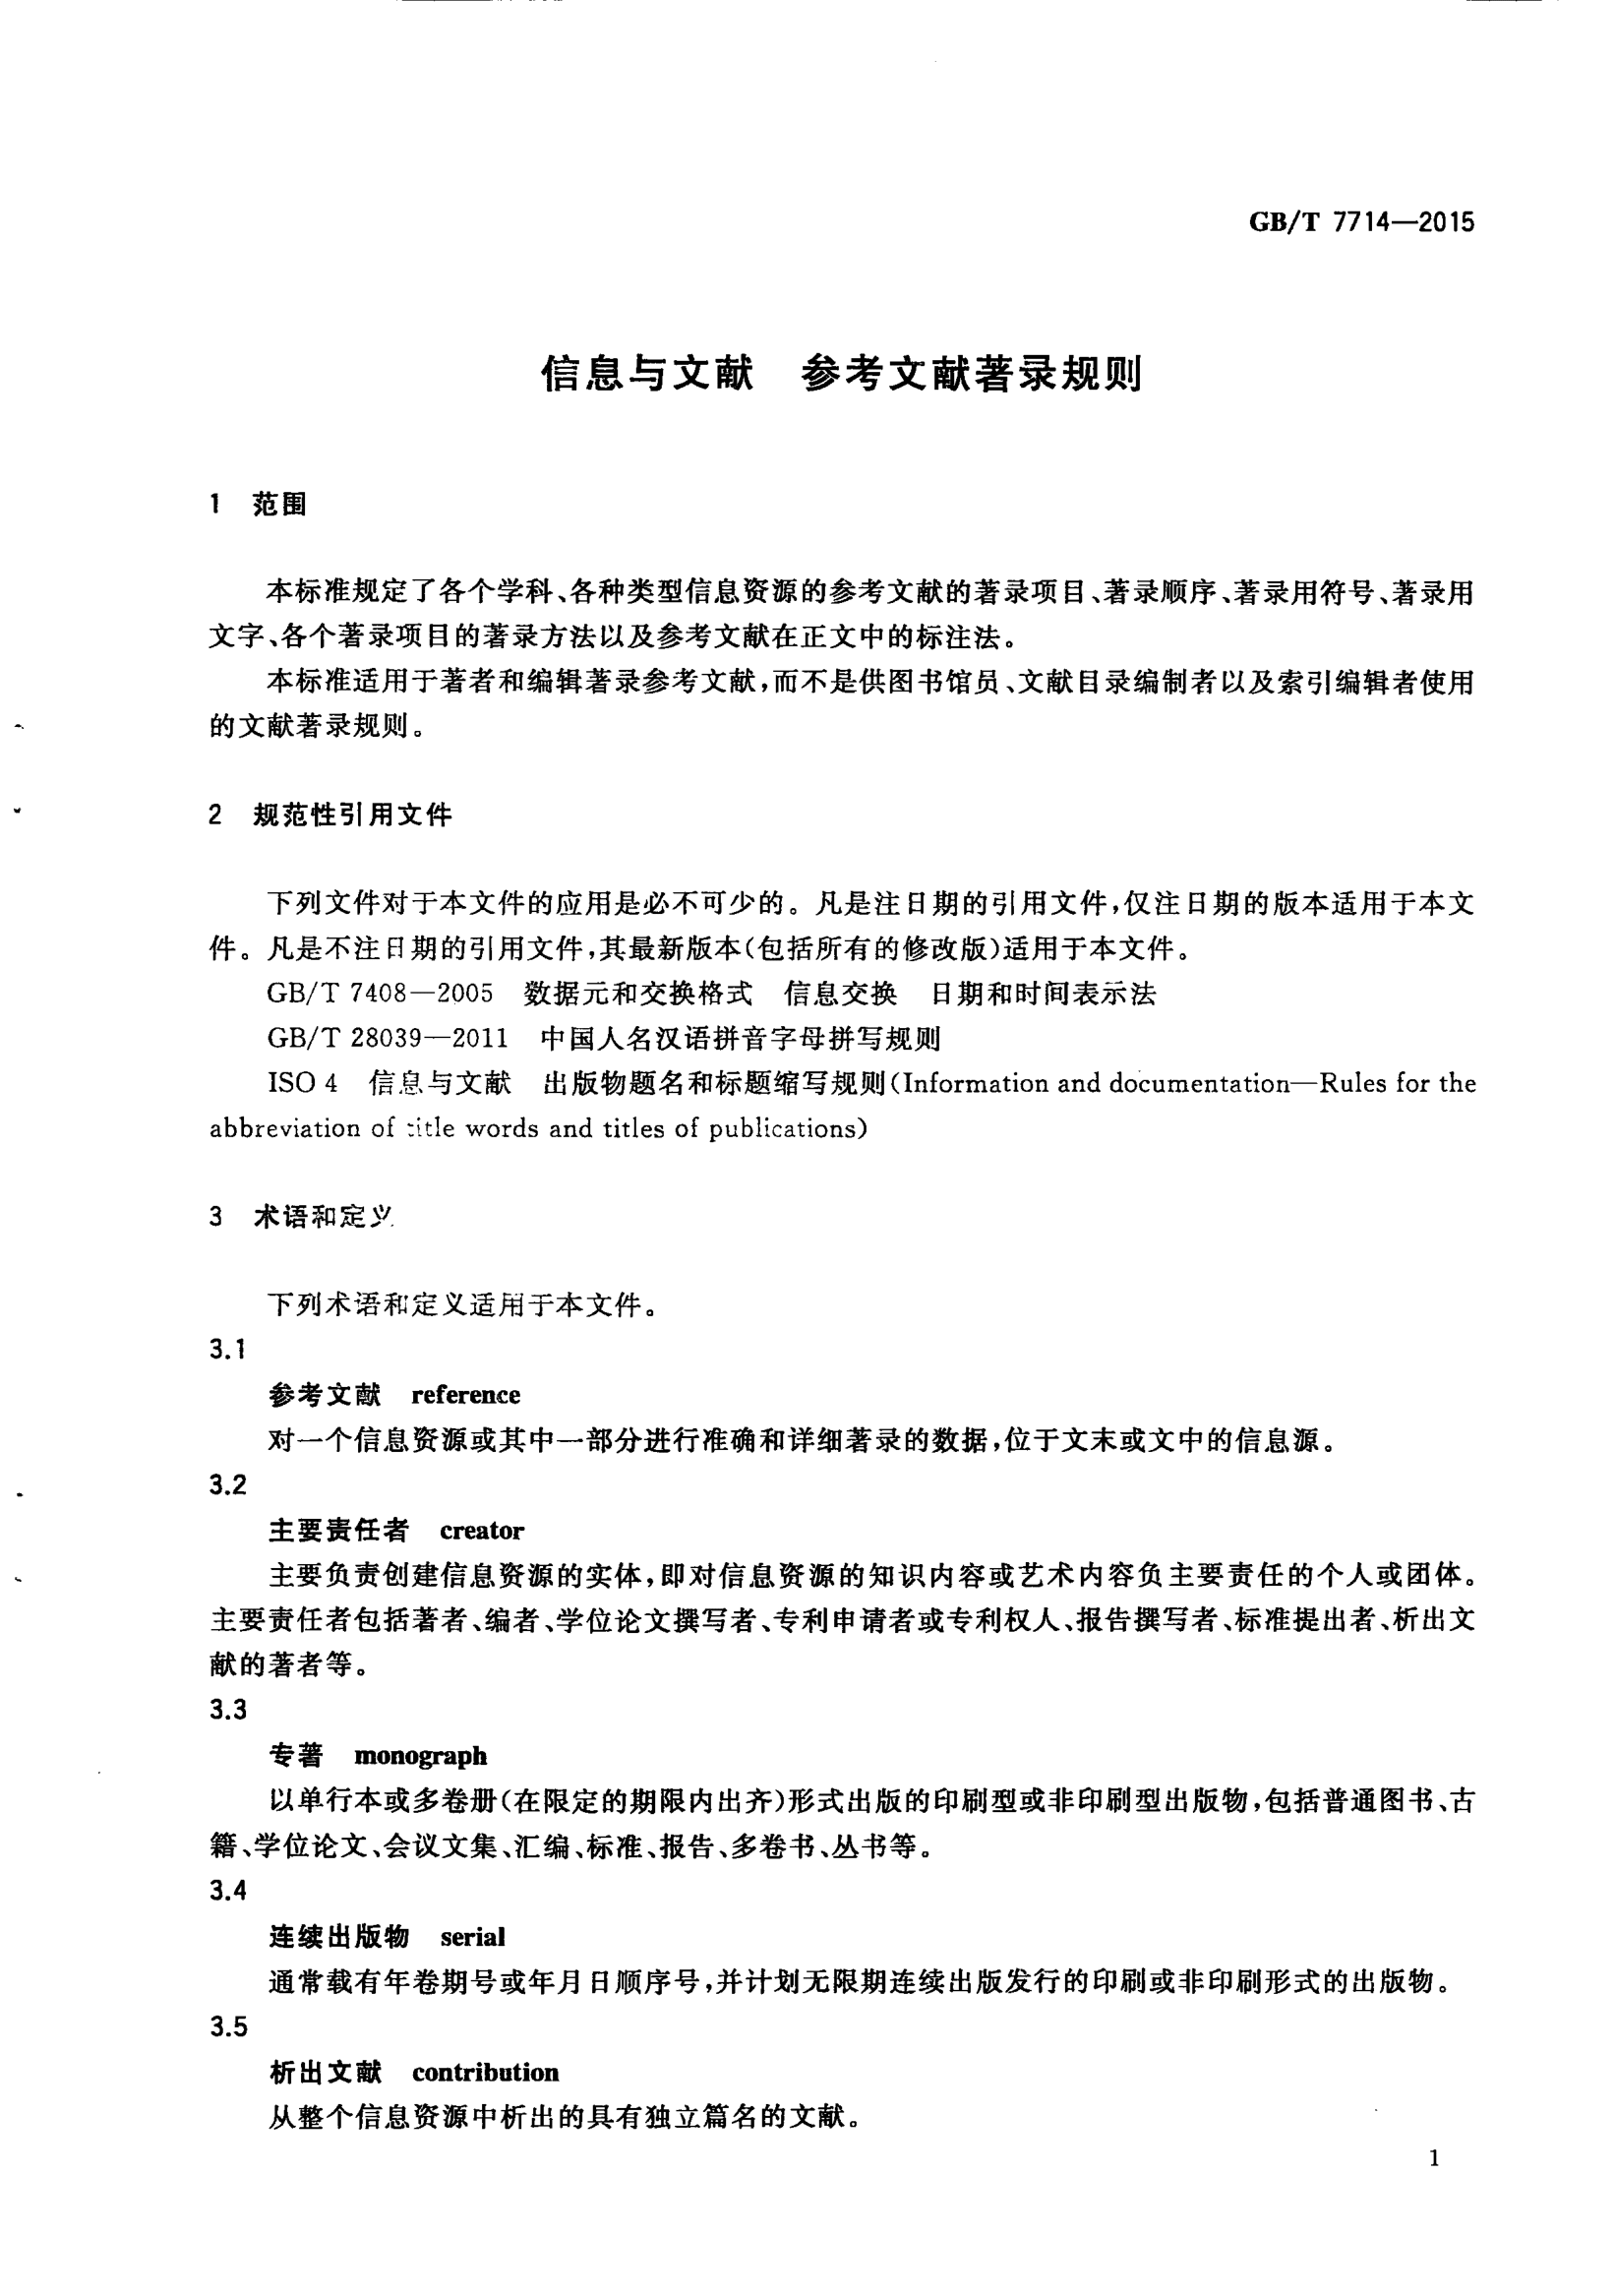 GB/T 7714—2015
信息与文献　参考文献著录规则
1　范围
本标准规定了各个学科、各种类型信息资源的参考文献的著录项目、著录顺序、著录用符号、著录用
文字、各个著录项目的著录方法以及参考文献在正文中的标注法。
本标准适用于著者和编辑著录参考文献,而不是供图书馆员、文献目录编制者以及索引编辑者使用
的文献著录规则。
2　规范性引用文件
下列文件对于本文件的应用是必不可少的。凡是注日期的引用文件,仅注日期的版本适用于本文
件。凡是不注日期的引用文件,其最新版本(包括所有的修改版)适用于本文件。
GB/T 7408—2005　数据元和交换格式　信息交换　日期和时间表示法
GB/T 28039—2011　中国人名汉语拼音字母拼写规则
ISO 4　信息与文献　出版物题名和标题缩写规则(Information and documentation—Rules for the
abbreviation of title words and titles of publications)
3　术语和定义
下列术语和定义适用于本文件。
3.1
参考文献　reference
对一个信息资源或其中一部分进行准确和详细著录的数据,位于文末或文中的信息源。
3.2
主要责任者　creator
主要负责创建信息资源的实体,即对信息资源的知识内容或艺术内容负主要责任的个人或团体。
主要责任者包括著者、编者、学位论文撰写者、专利申请者或专利权人、报告撰写者、标准提出者、析出文
献的著者等。
3.3
专著　monograph
以单行本或多卷册(在限定的期限内出齐)形式出版的印刷型或非印刷型出版物,包括普通图书、古
籍、学位论文、会议文集、汇编、标准、报告、多卷书、丛书等。
3.4
连续出版物　serial
通常载有年卷期号或年月日顺序号,并计划无限期连续出版发行的印刷或非印刷形式的出版物。
3.5
析出文献　contribution
从整个信息资源中析出的具有独立篇名的文献。
1